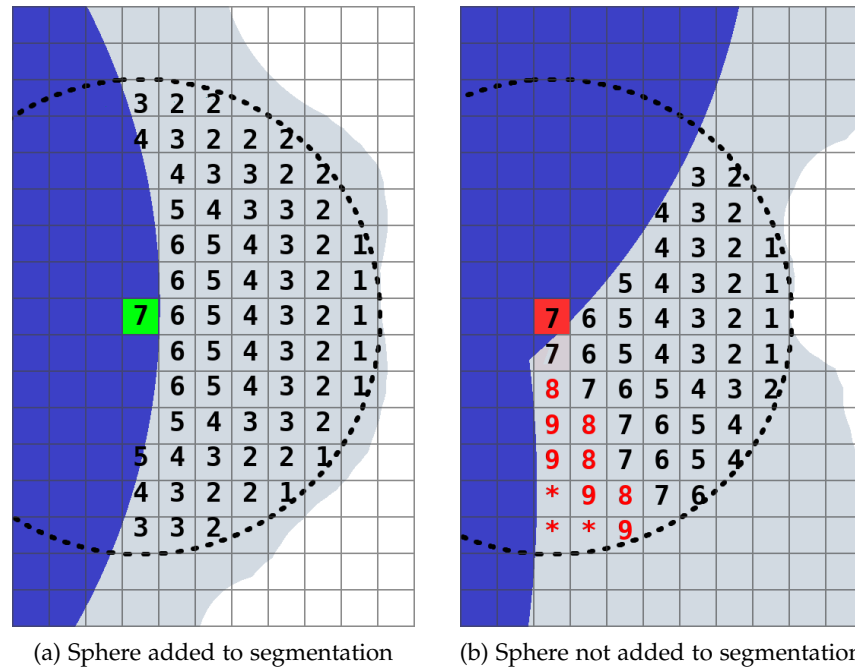 3 2 2
4 3 2 2 2
4 3 3 2 2
5 4 3 3 2
6 5 4 3 2 1
6 5 4 3 2 1
7 6 5 4 3 2 1
6 5 4 3 2 1
6 5 4 3 2 1
5 4 3 3 2
5 4 3 2 2 1
4 3 2 2 1
3 3 2
(a) Sphere added to segmentation
3 2
4 3 2
4 3 2 1
5 4 3 2 1
7 6 5 4 3 2 1
7 6 5 4 3 2 1
8 7 6 5 4 3 2
9 8 7 6 5 4
9 8 7 6 5 4
* 9 8 7 6
* * 9
(b) Sphere not added to segmentation